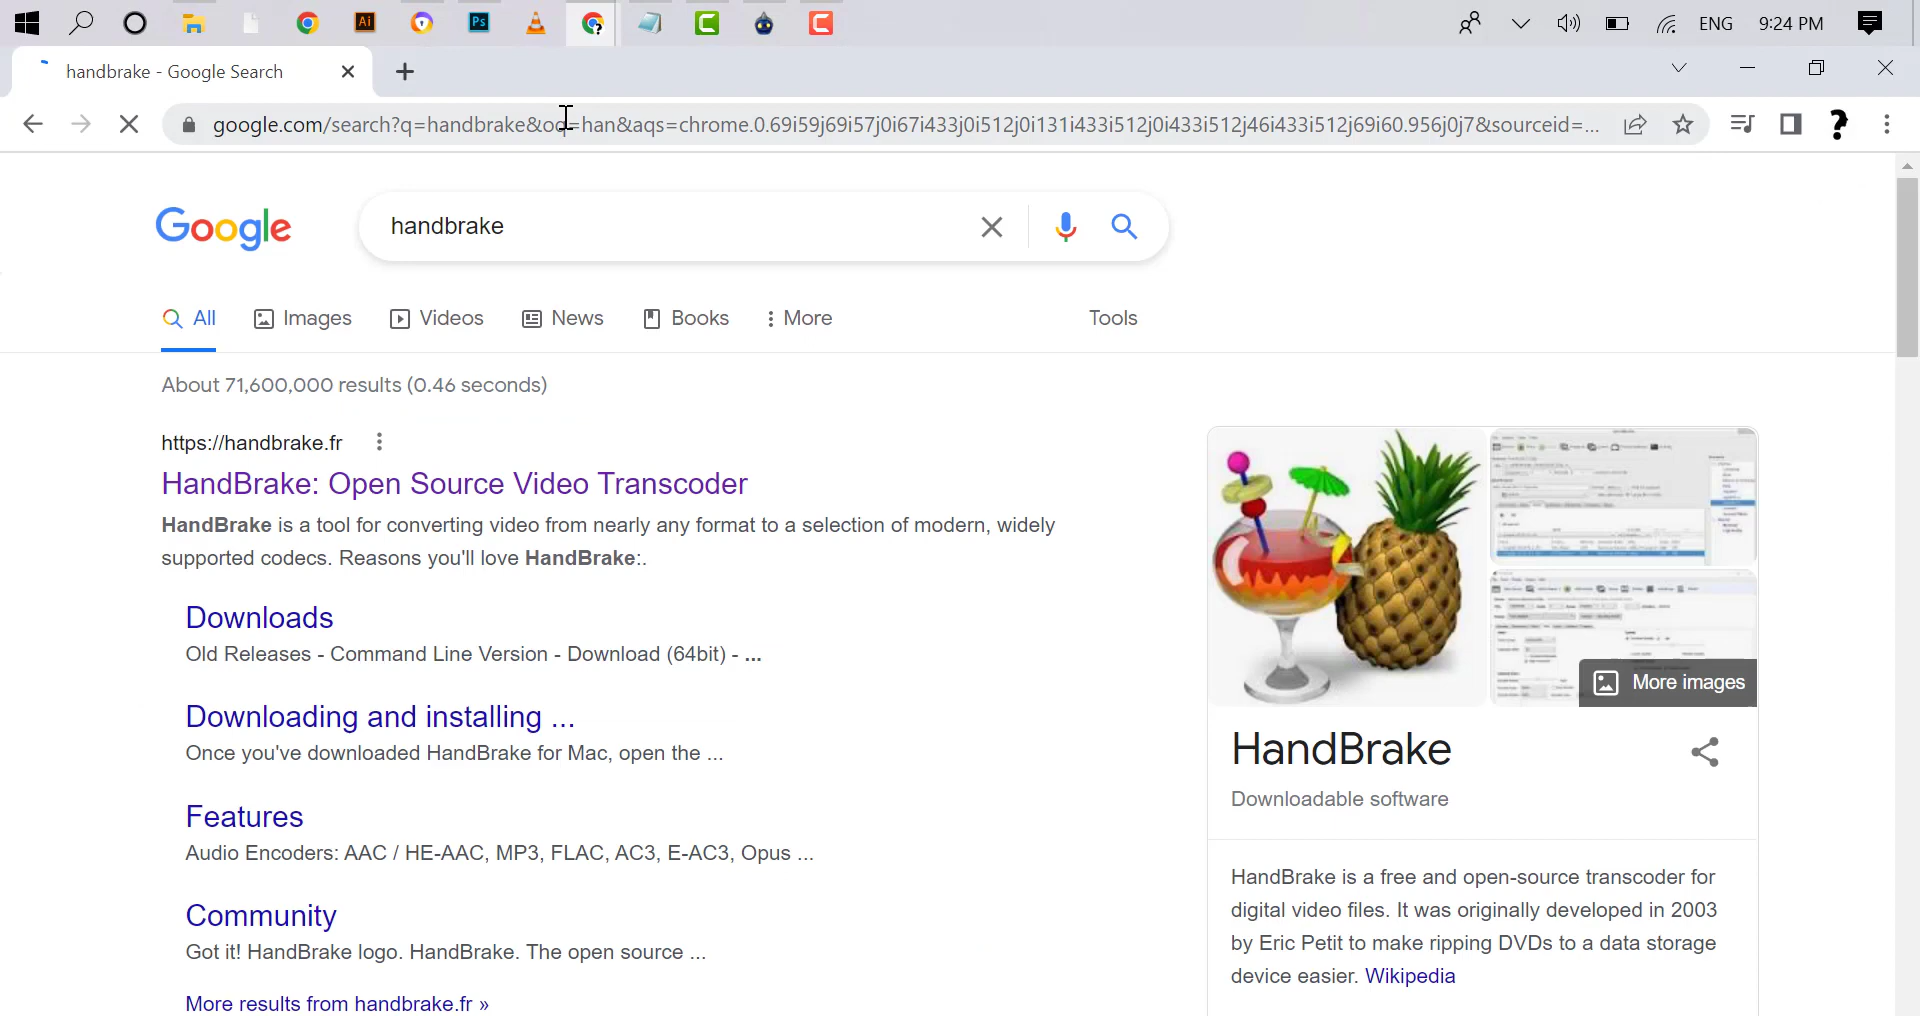 Ai
Ps
ENG
9:24 PM
handbrake - Google Search
google.com/search?q=handbrake&oq=han&aqs=chrome.0.69i59j69i57j0i67i433j0i512j0i131i433i512j0i433i512j46i433i512j69i60.956j0j7&sourceid=...
Google
handbrake
All
Images
Videos
News
Books
More
Tools
About 71,600,000 results (0.46 seconds)
https://handbrake.fr
HandBrake: Open Source Video Transcoder
HandBrake is a tool for converting video from nearly any format to a selection of modern, widely
supported codecs. Reasons you'll love HandBrake:.
Downloads
Old Releases - Command Line Version - Download (64bit) - ...
Downloading and installing ...
Once you've downloaded HandBrake for Mac, open the ...
Features
Audio Encoders: AAC / HE-AAC, MP3, FLAC, AC3, E-AC3, Opus ...
Community
Got it! HandBrake logo. HandBrake. The open source ...
More results from handbrake.fr »
More images
HandBrake
Downloadable software
HandBrake is a free and open-source transcoder for
digital video files. It was originally developed in 2003
by Eric Petit to make ripping DVDs to a data storage
device easier. Wikipedia